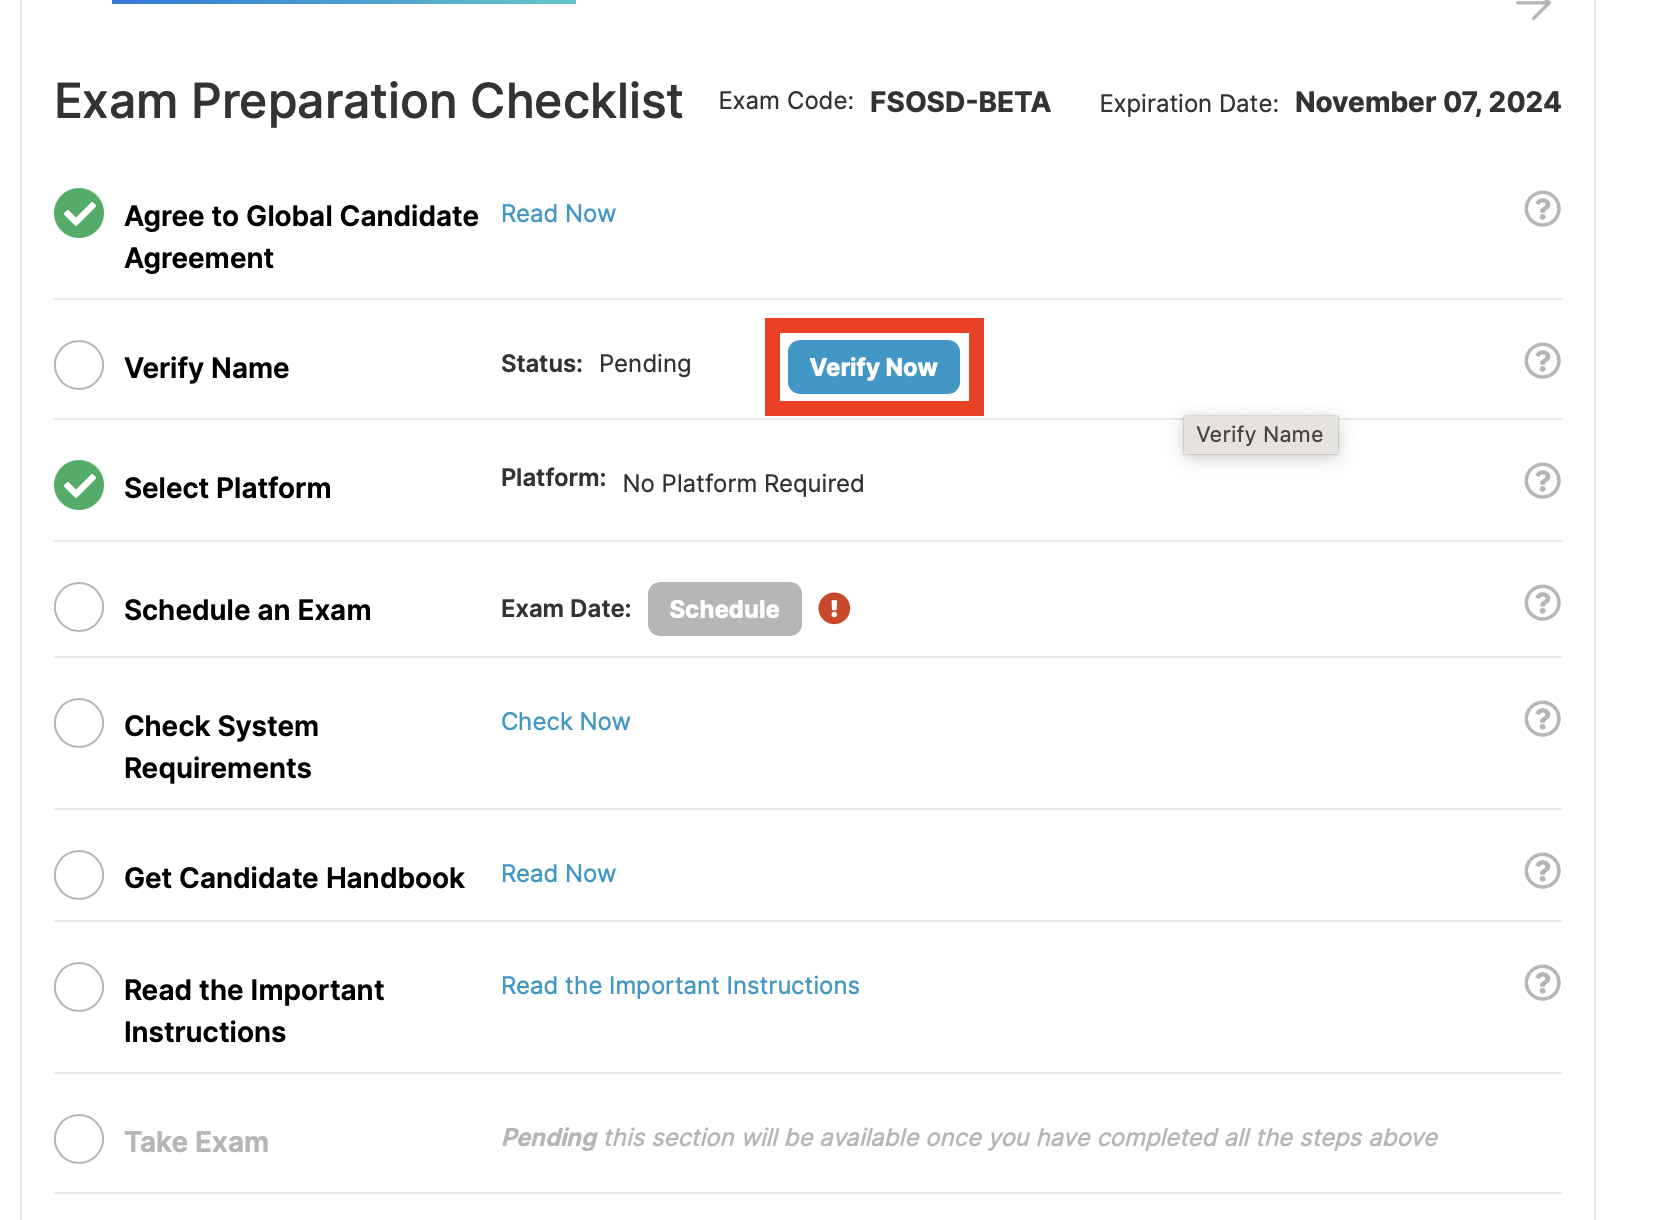 Exam Preparation Checklist Exam Code: FSOSD-BETA Expiration Date: November 07, 2024
Agree to Global Candidate Read Now
Agreement
Verify Name Status: Pending Verify Now
Verify Name
Select Platform Platform: No Platform Required
Schedule an Exam Exam Date: Schedule
Check System Check Now
Requirements
Get Candidate Handbook Read Now
Read the Important Read the Important Instructions
Instructions
Take Exam Pending this section will be available once you have completed all the steps above